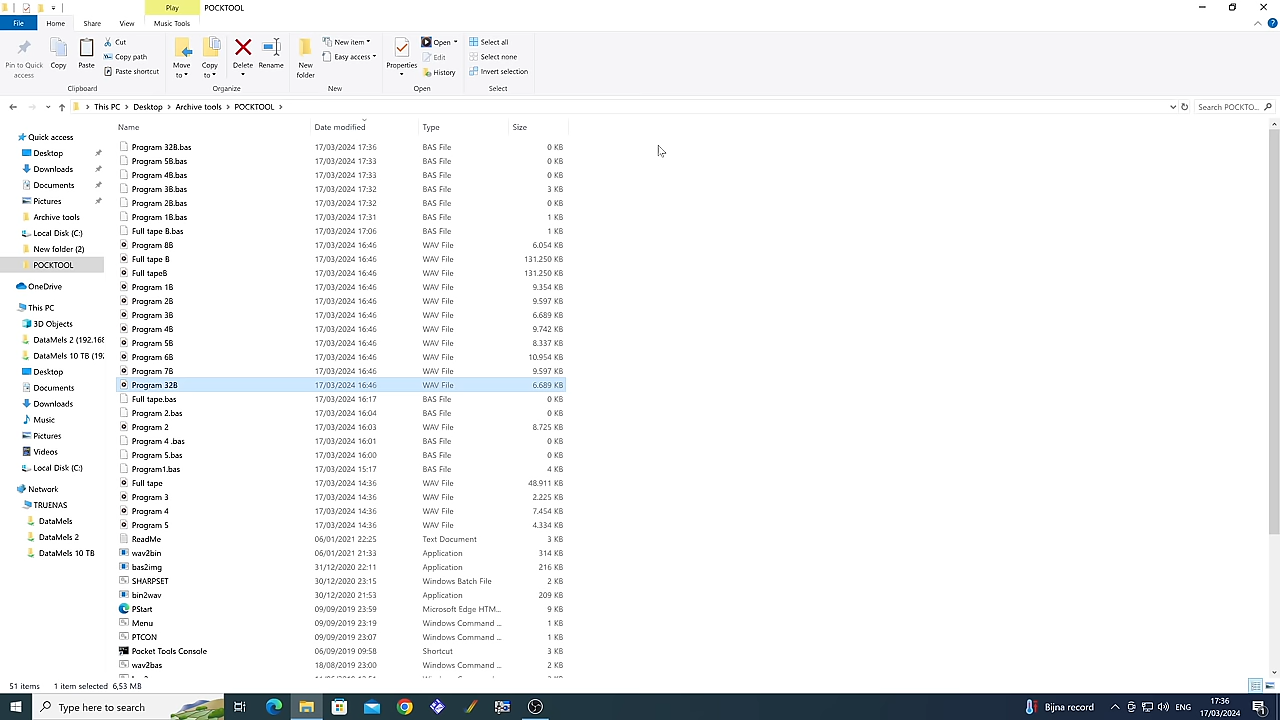 Play
POCKTOOL
File
Home
Share
View
Music Tools
Pin to Quick access
Copy
Paste
Cut
Copy path
Paste shortcut
Move to
Copy to
Delete
Rename
New folder
New item
Easy access
Properties
Open
Edit
History
Select all
Select none
Invert selection
Clipboard
Organize
New
Open
Select
This PC > Desktop > Archive tools > POCKTOOL
Search POCKTO...
Name Date modified Type Size
Quick access
Desktop
Downloads
Documents
Pictures
Archive tools
Local Disk (C:)
New folder (2)
POCKTOOL
OneDrive
This PC
3D Objects
DataMels 2 (192.168
DataMels 10 TB (192
Desktop
Documents
Downloads
Music
Pictures
Videos
Local Disk (C:)
Network
TRUENAS
DataMels
DataMels 2
DataMels 10 TB
Program 32B.bas 17/03/2024 17:36 BAS File 0 KB
Program 5B.bas 17/03/2024 17:33 BAS File 0 KB
Program 4B.bas 17/03/2024 17:33 BAS File 0 KB
Program 3B.bas 17/03/2024 17:32 BAS File 3 KB
Program 2B.bas 17/03/2024 17:32 BAS File 0 KB
Program 1B.bas 17/03/2024 17:31 BAS File 1 KB
Full tape B.bas 17/03/2024 17:06 BAS File 1 KB
Program 8B 17/03/2024 16:46 WAV File 6.054 KB
Full tape B 17/03/2024 16:46 WAV File 131.250 KB
Full tapeB 17/03/2024 16:46 WAV File 131.250 KB
Program 1B 17/03/2024 16:46 WAV File 9.354 KB
Program 2B 17/03/2024 16:46 WAV File 9.597 KB
Program 3B 17/03/2024 16:46 WAV File 6.689 KB
Program 4B 17/03/2024 16:46 WAV File 9.742 KB
Program 5B 17/03/2024 16:46 WAV File 8.337 KB
Program 6B 17/03/2024 16:46 WAV File 10.954 KB
Program 7B 17/03/2024 16:46 WAV File 9.597 KB
Program 32B 17/03/2024 16:46 WAV File 6.689 KB
Full tape.bas 17/03/2024 16:17 BAS File 0 KB
Program 2.bas 17/03/2024 16:04 BAS File 0 KB
Program 2 17/03/2024 16:03 WAV File 8.725 KB
Program 4 .bas 17/03/2024 16:01 BAS File 0 KB
Program 5.bas 17/03/2024 16:00 BAS File 0 KB
Program1.bas 17/03/2024 15:17 BAS File 4 KB
Full tape 17/03/2024 14:36 WAV File 48.911 KB
Program 3 17/03/2024 14:36 WAV File 2.225 KB
Program 4 17/03/2024 14:36 WAV File 7.454 KB
Program 5 17/03/2024 14:36 WAV File 4.334 KB
ReadMe 06/01/2021 22:25 Text Document 3 KB
wav2bin 06/01/2021 21:33 Application 314 KB
bas2img 31/12/2020 22:11 Application 216 KB
SHARPSET 30/12/2020 23:15 Windows Batch File 2 KB
bin2wav 30/12/2020 21:53 Application 209 KB
PStart 09/09/2019 23:59 Microsoft Edge HTM... 9 KB
Menu 09/09/2019 23:19 Windows Command ... 1 KB
PTCON 09/09/2019 23:07 Windows Command ... 1 KB
Pocket Tools Console 06/09/2019 09:58 Shortcut 3 KB
wav2bas 18/08/2019 23:00 Windows Command ... 2 KB
51 items 1 item selected 6,53 MB
Type here to search
Bijna record
ENG
17:36
17/03/2024